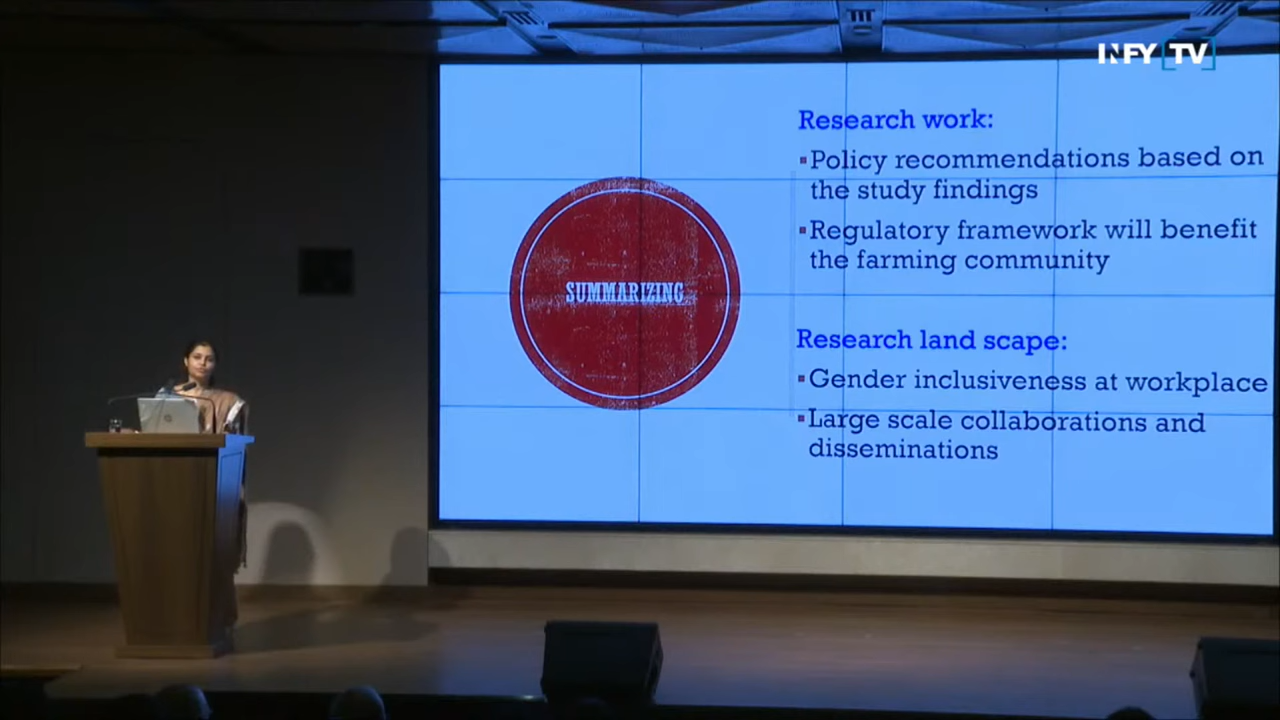 INFY TV
Research work:
▪Policy recommendations based on
the study findings
▪Regulatory framework will benefit
the farming community
SUMMARIZING
Research land scape:
▪Gender inclusiveness at workplace
▪Large scale collaborations and
disseminations